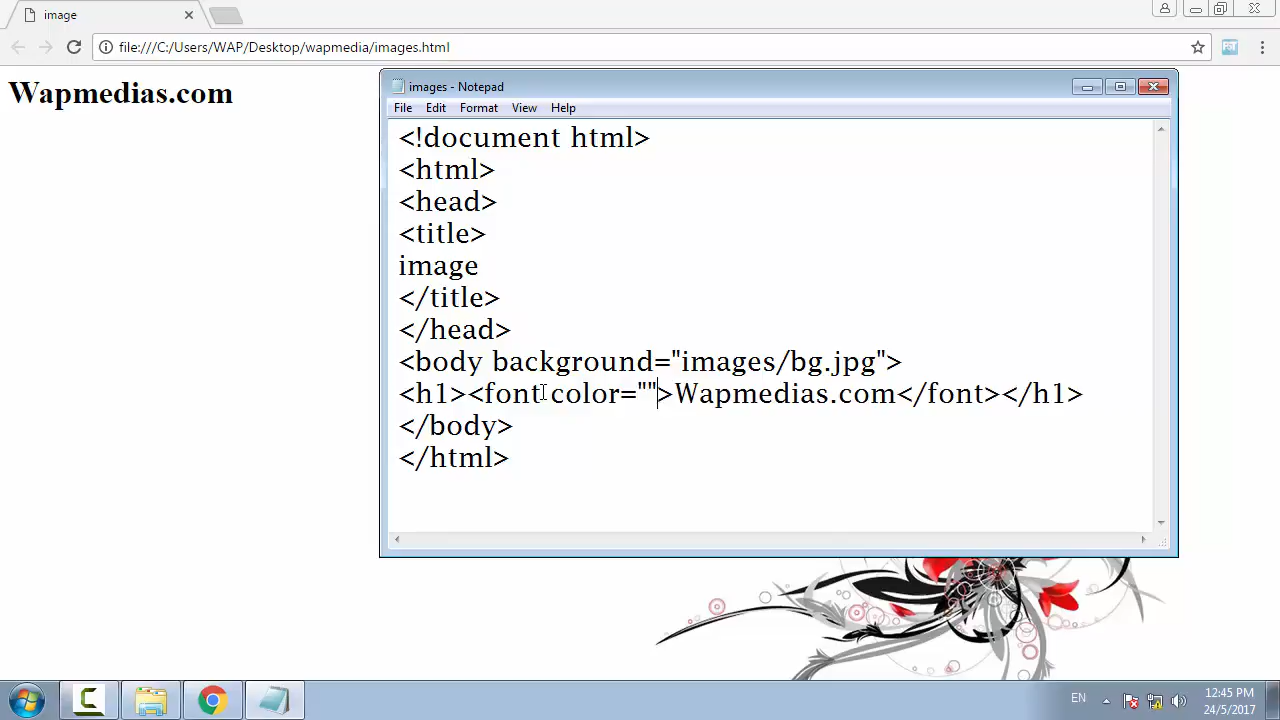 image
file:///C:/Users/WAP/Desktop/wapmedia/images.html
Wapmedias.com
images - Notepad
File Edit Format View Help
<!document html>
<html>
<head>
<title>
image
</title>
</head>
<body background="images/bg.jpg">
<h1><font color="">Wapmedias.com</font></h1>
</body>
</html>
EN
12:45 PM
24/5/2017